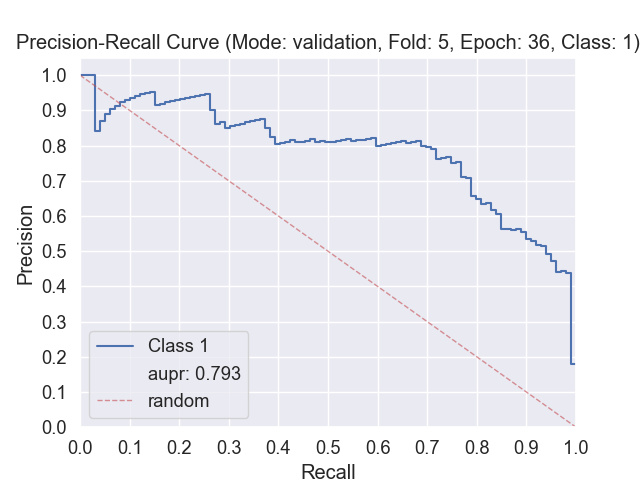 Precision-Recall Curve (Mode: validation, Fold: 5, Epoch: 36, Class: 1)
1.0
0.9
0.8
0.7
0.6
0.5
0.4
0.3
0.2
0.1
0.0
Precision
Class 1
aupr: 0.793
random
0.0 0.1 0.2 0.3 0.4 0.5 0.6 0.7 0.8 0.9 1.0
Recall